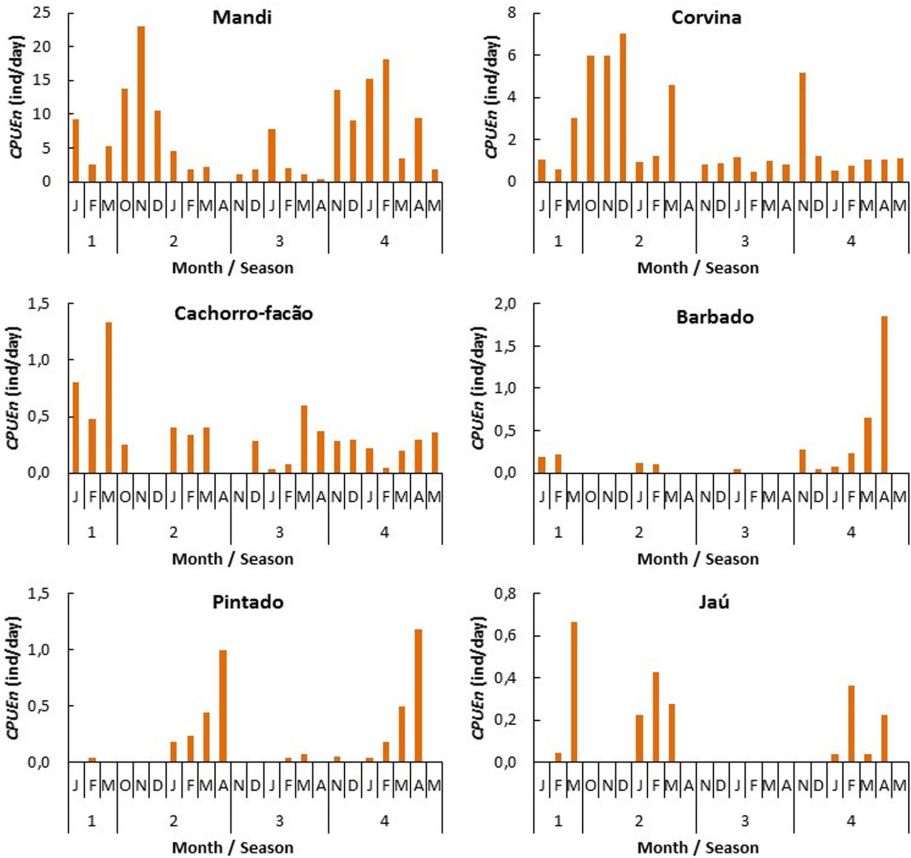 Mandi
CPUEn (ind/day)
25
20
15
10
5
0
J F M O N D J F M A N D J F M A N D J F M A M
1 2 3 4
Month / Season
Corvina
CPUEn (ind/day)
8
6
4
2
0
J F M O N D J F M A N D J F M A N D J F M A M
1 2 3 4
Month / Season
Cachorro-facão
CPUEn (ind/day)
1,5
1,0
0,5
0,0
J F M O N D J F M A N D J F M A N D J F M A M
1 2 3 4
Month / Season
Barbado
CPUEn (ind/day)
2,0
1,5
1,0
0,5
0,0
J F M O N D J F M A N D J F M A N D J F M A M
1 2 3 4
Month / Season
Pintado
CPUEn (ind/day)
1,5
1,0
0,5
0,0
J F M O N D J F M A N D J F M A N D J F M A M
1 2 3 4
Month / Season
Jaú
CPUEn (ind/day)
0,8
0,6
0,4
0,2
0,0
J F M O N D J F M A N D J F M A N D J F M A M
1 2 3 4
Month / Season